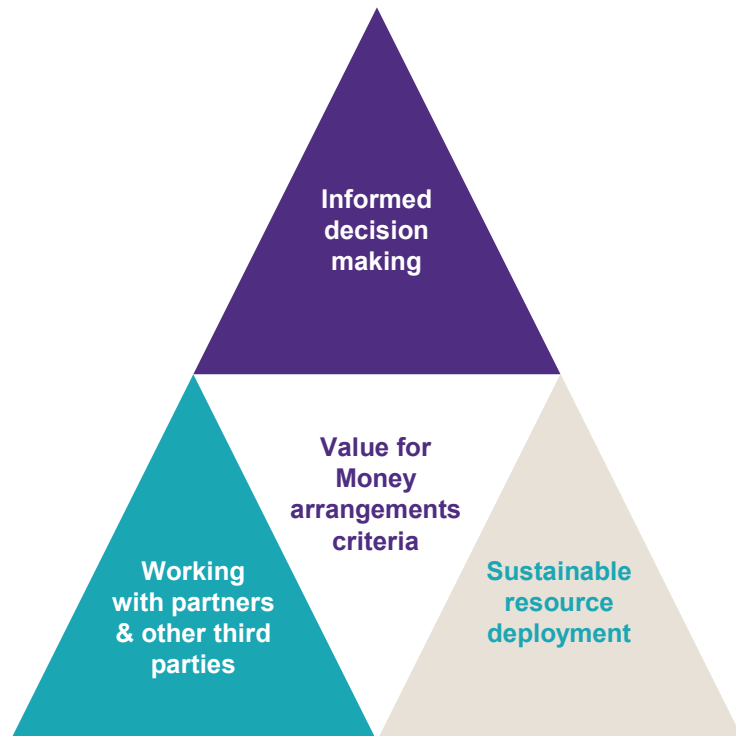 Informed
decision
making
Value for
Money
arrangements
criteria
Working
with partners
& other third
parties
Sustainable
resource
deployment